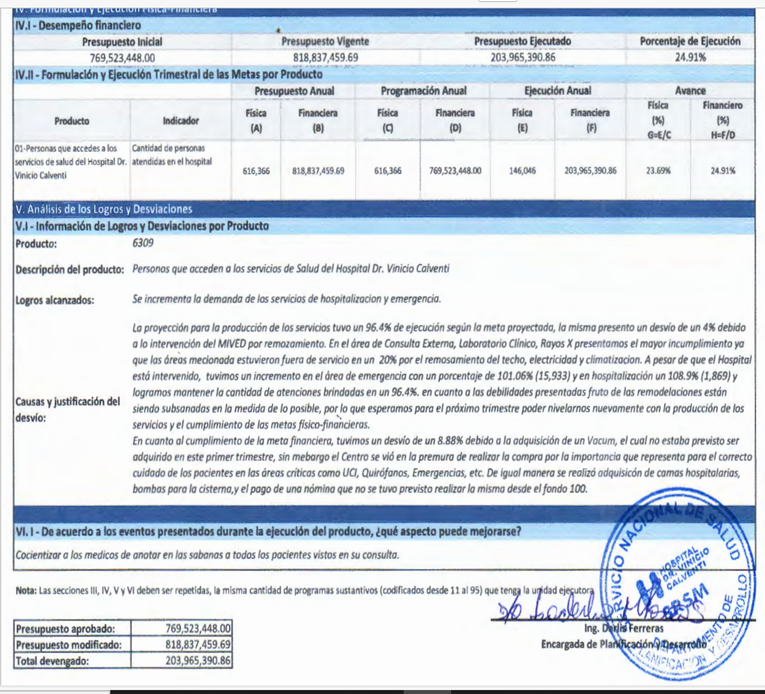 IV. Formulación y Ejecución Física-Financiera
IV.I - Desempeño financiero
Presupuesto Inicial Presupuesto Vigente Presupuesto Ejecutado Porcentaje de Ejecución
769,523,448.00 818,837,459.69 203,965,390.86 24.91%
IV.II - Formulación y Ejecución Trimestral de las Metas por Producto
Presupuesto Anual Programación Anual Ejecución Anual Avance
Producto Indicador Física (A) Financiera (B) Física (C) Financiera (D) Física (E) Financiera (F) Física (%) G=E/C Financiero (%) H=F/D
01-Personas que accedes a los servicios de salud del Hospital Dr. Vinicio Calventi Cantidad de personas atendidas en el hospital 616,366 818,837,459.69 616,366 769,523,448.00 146,046 203,965,390.86 23.69% 24.91%
V. Análisis de los Logros y Desviaciones
V.I - Información de Logros y Desviaciones por Producto
Producto: 6309
Descripción del producto: Personas que acceden a los servicios de Salud del Hospital Dr. Vinicio Calventi
Logros alcanzados: Se incrementa la demanda de los servicios de hospitalizacion y emergencia.
Causas y justificación del desvío:
La proyección para la producción de los servicios tuvo un 96.4% de ejecución según la meta proyectada, la misma presento un desvío de un 4% debido
a la intervención del MIVED por remozamiento. En el área de Consulta Externa, Laboratorio Clínico, Rayos X presentamos el mayor incumplimiento ya
que las áreas mecionada estuvieron fuera de servicio en un 20% por el remosamiento del techo, electricidad y climatizacion. A pesar de que el Hospital
está intervenido, tuvimos un incremento en el área de emergencia con un porcentaje de 101.06% (15,933) y en hospitalización un 108.9% (1,869) y
logramos mantener la cantidad de atenciones brindadas en un 96.4%. en cuanto a las debilidades presentadas fruto de las remodelaciones están
siendo subsanadas en la medida de lo posible, por lo que esperamos para el próximo trimestre poder nivelarnos nuevamente con la producción de los
servicios y el cumplimiento de las metas físico-financieras.
En cuanto al cumplimiento de la meta financiera, tuvimos un desvío de un 8.88% debido a la adquisición de un Vacum, el cual no estaba previsto ser
adquirido en este primer trimestre, sin mebargo el Centro se vió en la premura de realizar la compra por la importancia que representa para el correcto
cuidado de los pacientes en las áreas críticas como UCI, Quirófanos, Emergencias, etc. De igual manera se realizó adquisicón de camas hospitalarias,
bombas para la cisterna,y el pago de una nómina que no se tuvo previsto realizar la misma desde el fondo 100.
VI. I - De acuerdo a los eventos presentados durante la ejecución del producto, ¿qué aspecto puede mejorarse?
Cocientizar a los medicos de anotar en las sabanas a todos los pacientes vistos en su consulta.
Nota: Las secciones III, IV, V y VI deben ser repetidas, la misma cantidad de programas sustantivos (codificados desde 11 al 95) que tenga la unidad ejecutora
Ing. Darlis Ferreras
Encargada de Planificación y Desarrollo
SERVICIO NACIONAL DE SALUD
HOSPITAL
DR. VINICIO
CALVENTI
SRSM
DEPARTAMENTO DE
PLANIFICACIÓN Y DESARROLLO
Presupuesto aprobado: 769,523,448.00
Presupuesto modificado: 818,837,459.69
Total devengado: 203,965,390.86